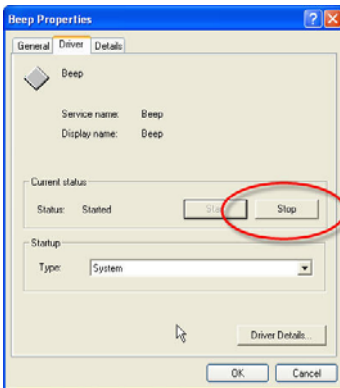 Beep Properties
General Driver Details
Beep
Service name: Beep
Display name: Beep
Current status
Status: Started Start Stop
Startup
Type: System
Driver Details...
OK Cancel